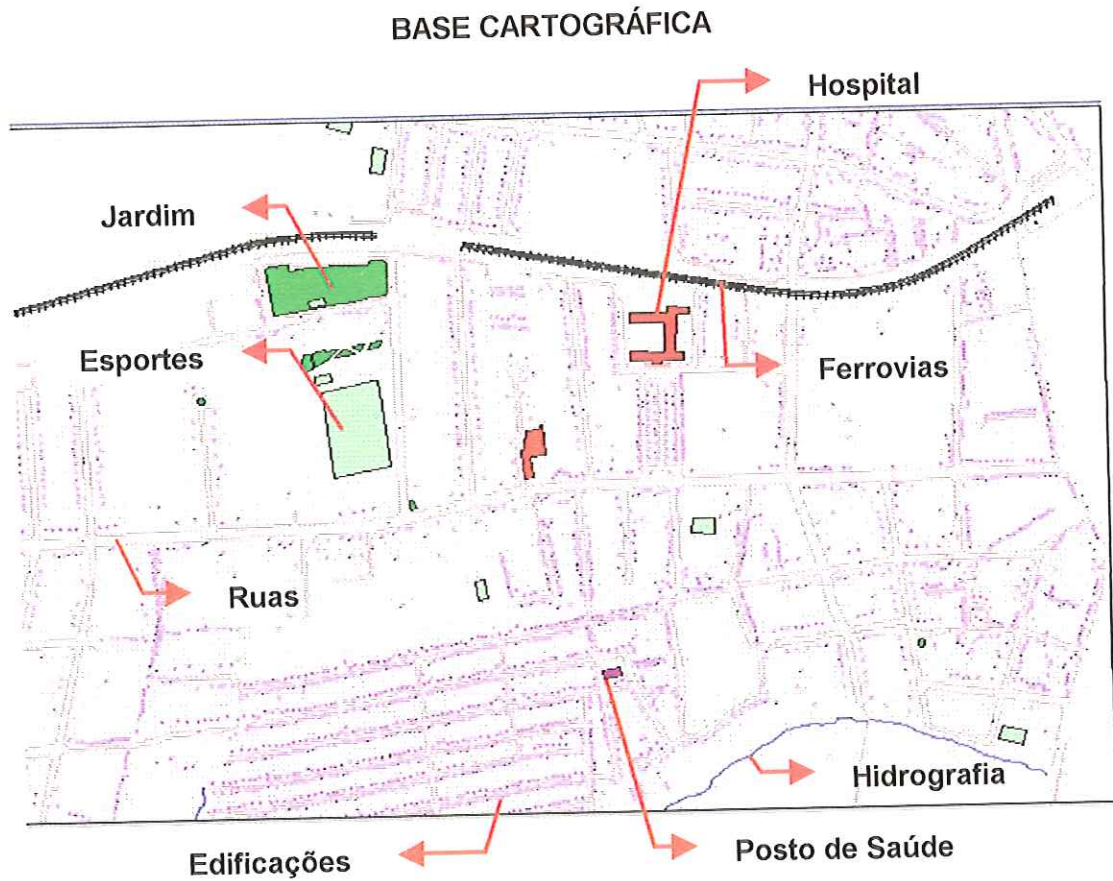 BASE CARTOGRÁFICA
Hospital
Jardim
Esportes
Ferrovias
Ruas
Hidrografia
Posto de Saúde
Edificações